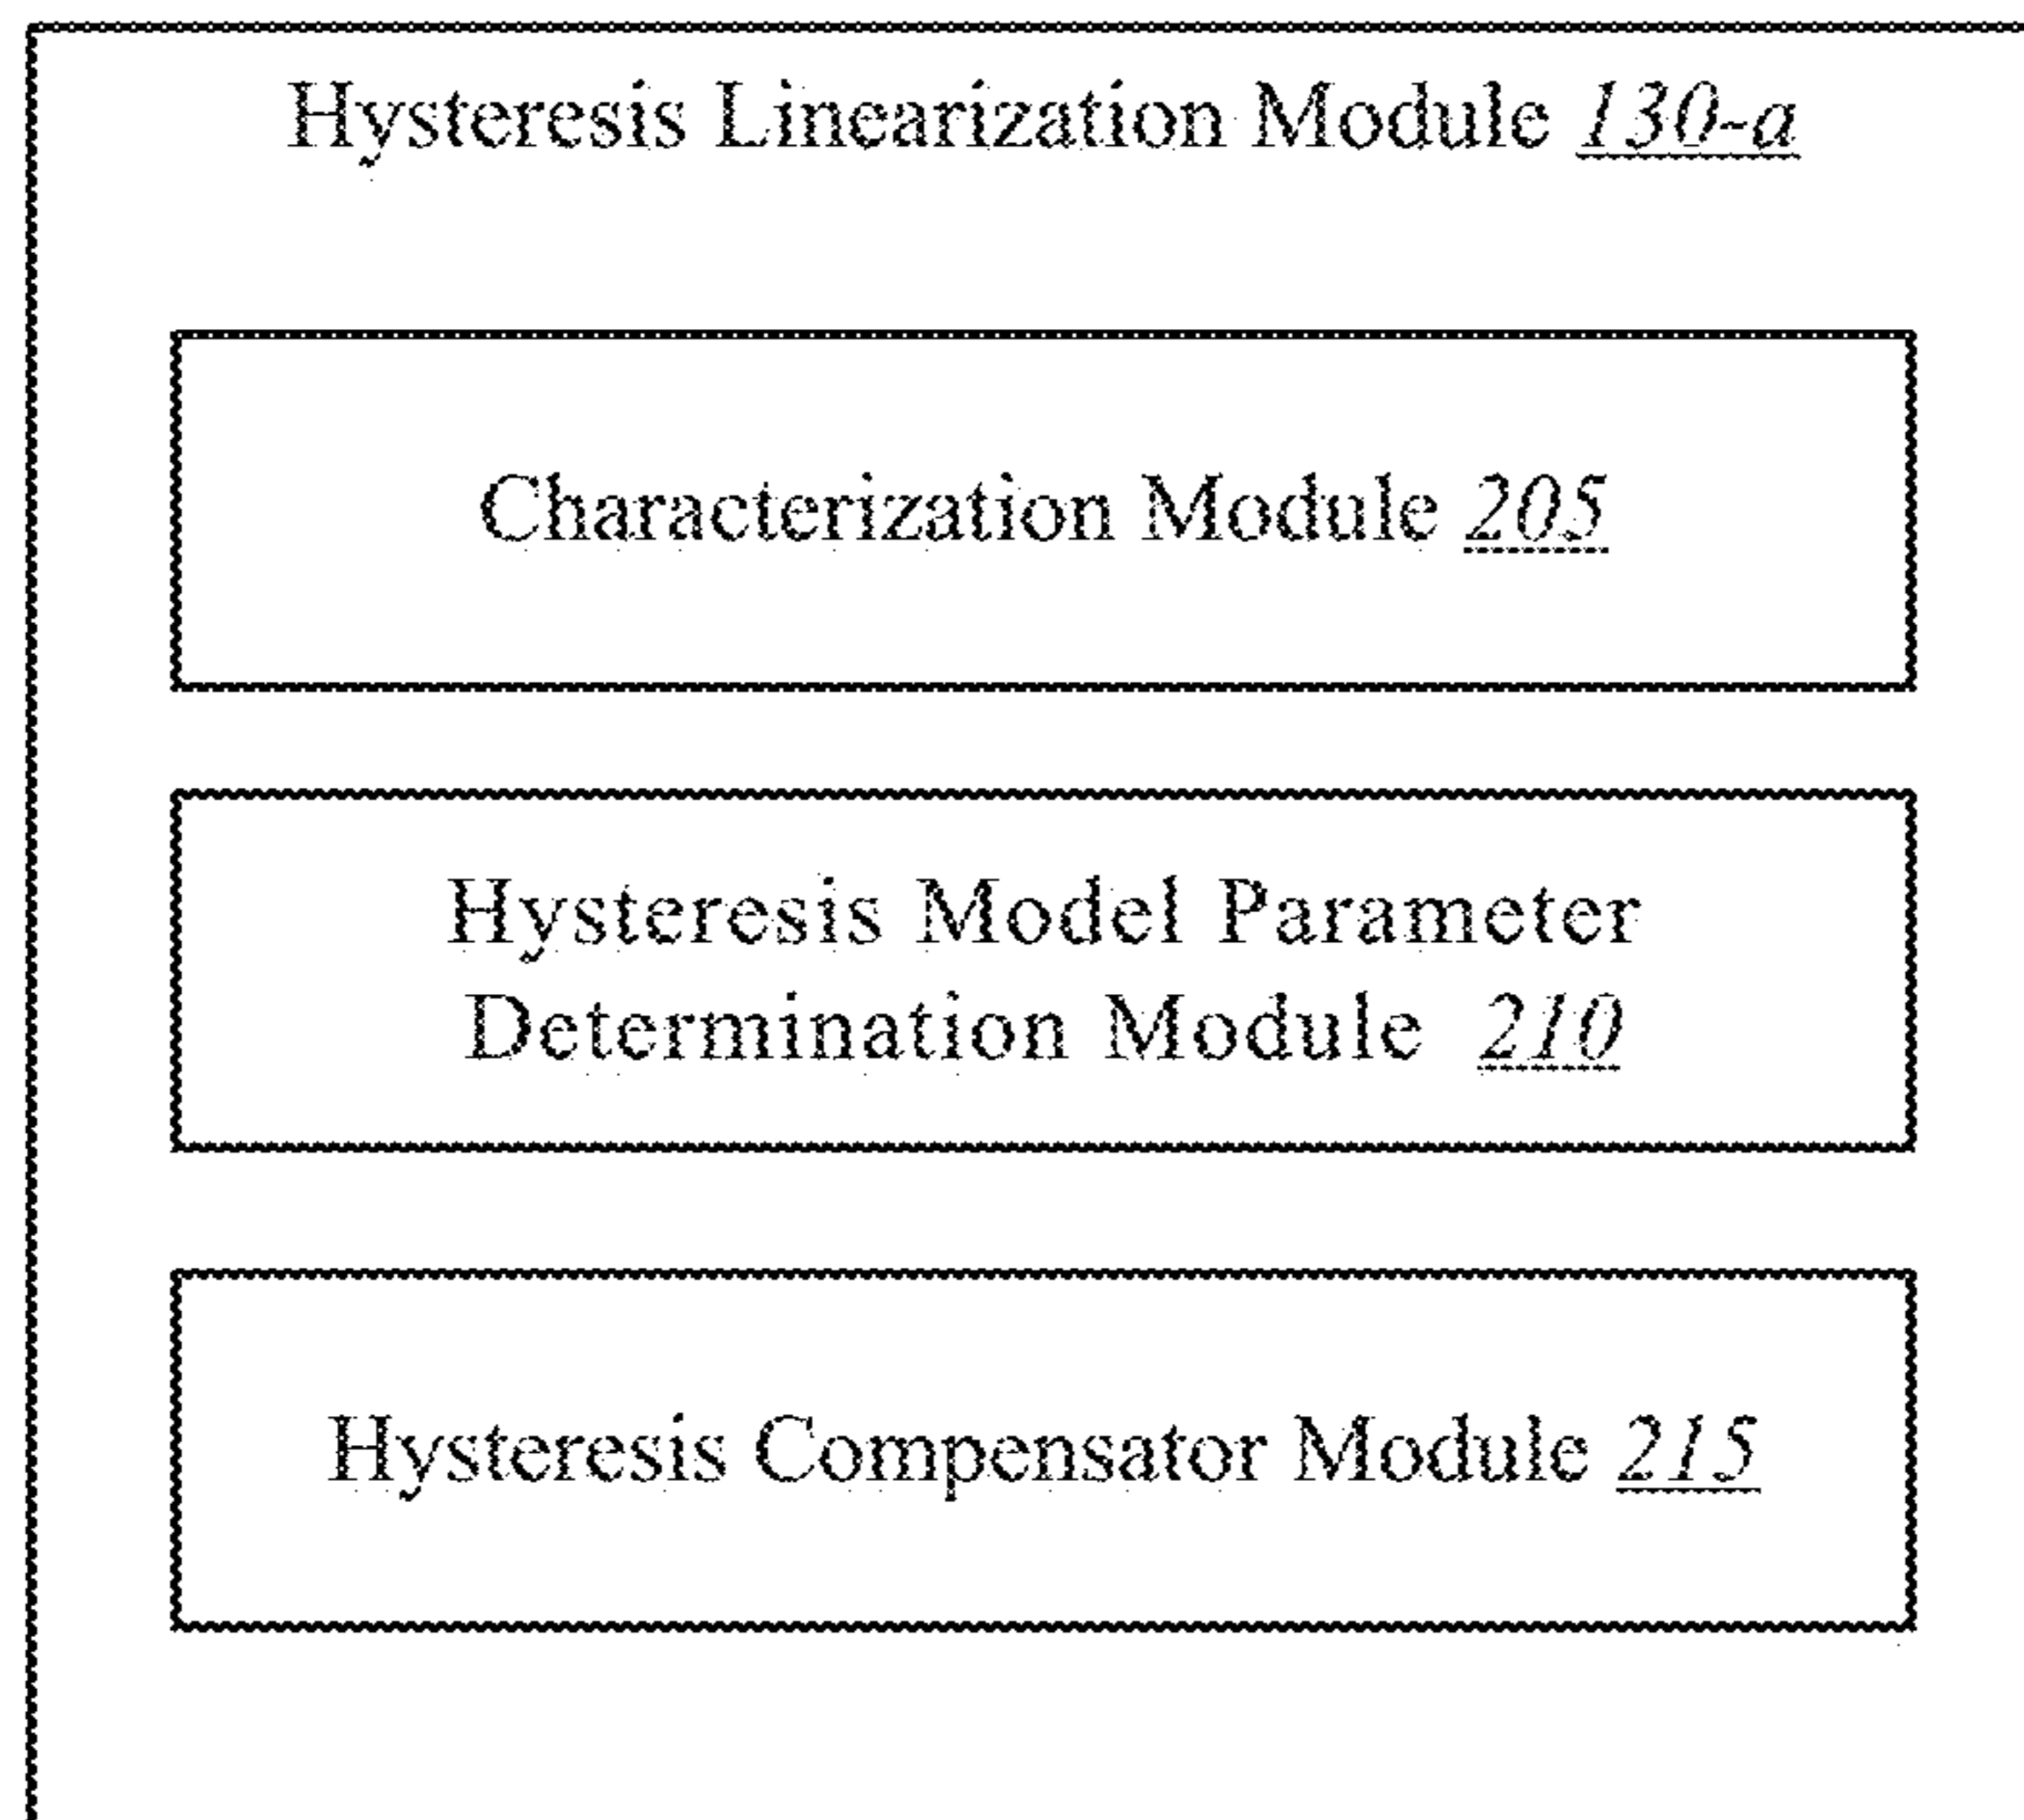 Hysteresis Linearization Module 130-a
Characterization Module 205
Hysteresis Model Parameter
Determination Module 210
Hysteresis Compensator Module 215